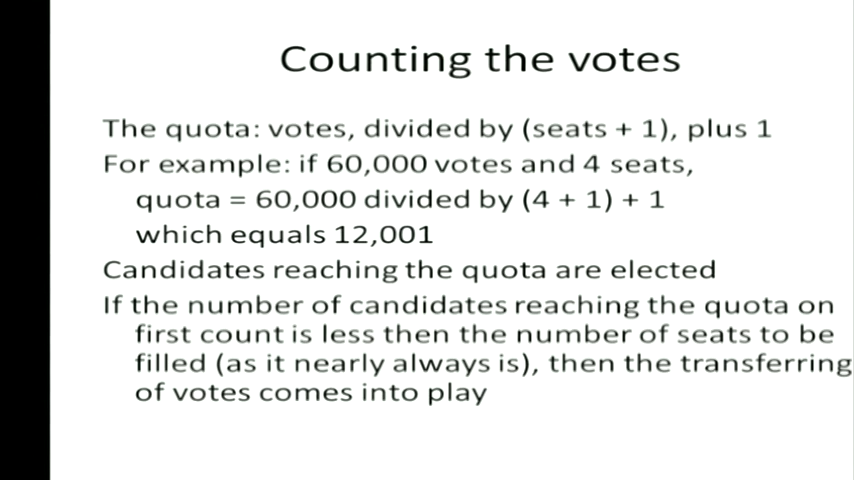 Counting the votes
The quota: votes, divided by (seats + 1), plus 1
For example: if 60,000 votes and 4 seats,
quota = 60,000 divided by (4 + 1) + 1
which equals 12,001
Candidates reaching the quota are elected
If the number of candidates reaching the quota on
first count is less then the number of seats to be
filled (as it nearly always is), then the transferring
of votes comes into play